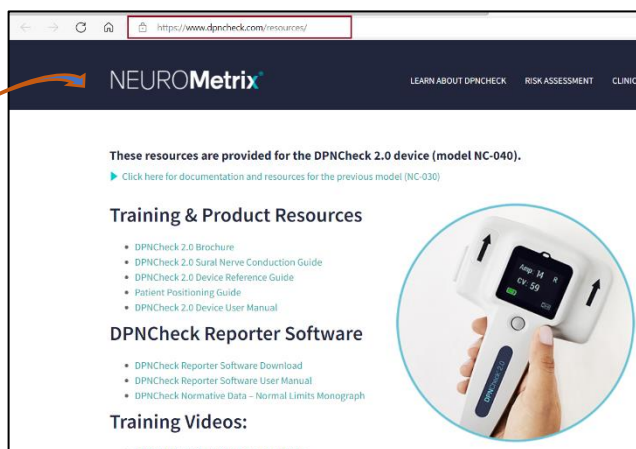 https://www.dpncheck.com/resources/
NEUROMetrix
LEARN ABOUT DPNCHECK RISK ASSESSMENT CLINIC
These resources are provided for the DPNCheck 2.0 device (model NC-040).
Click here for documentation and resources for the previous model (NC-030)
Training & Product Resources
DPNCheck 2.0 Brochure
DPNCheck 2.0 Sural Nerve Conduction Guide
DPNCheck 2.0 Device Reference Guide
Patient Positioning Guide
DPNCheck 2.0 Device User Manual
Amp: 14 R
CV: 59
DPNCheck Reporter Software
DPNCheck Reporter Software Download
DPNCheck Reporter Software User Manual
DPNCheck Normative Data – Normal Limits Monograph
DPNCheck 2.0
Training Videos: